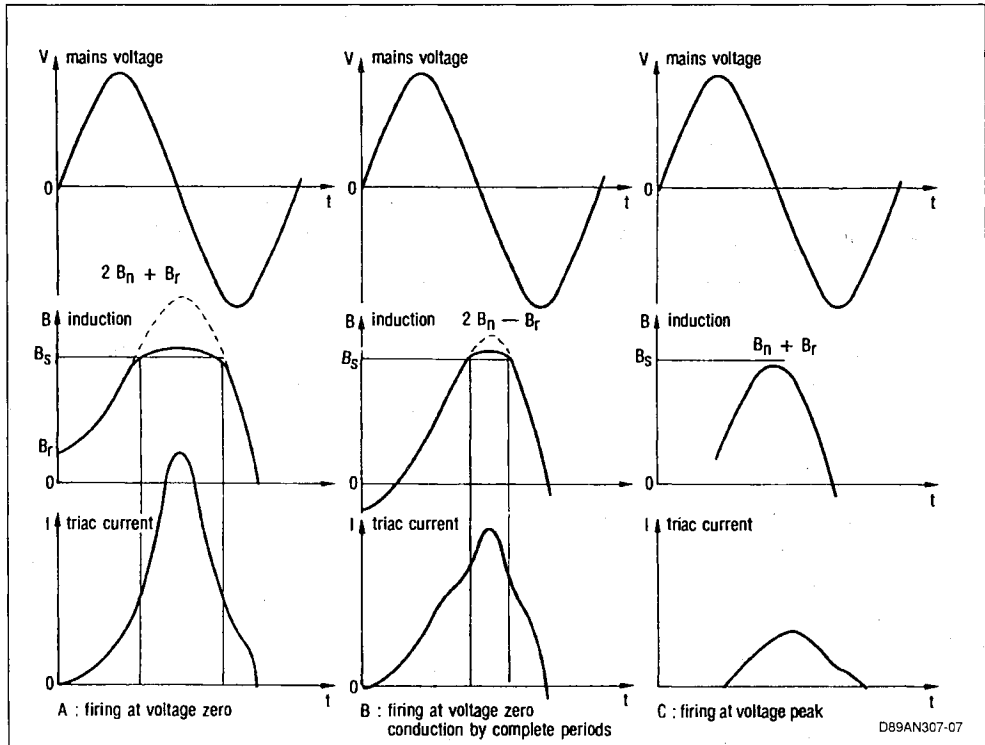 V mains voltage
0
t
2 Bn + Br
B induction
Bs
Br
0
t
I triac current
0
t
A : firing at voltage zero
V mains voltage
0
t
B induction
2 Bn — Br
Bs
0
t
I triac current
0
t
B : firing at voltage zero
conduction by complete periods
V mains voltage
0
t
B induction
Bn + Br
Bs
0
t
I triac current
0
t
C : firing at voltage peak
D89AN307-07